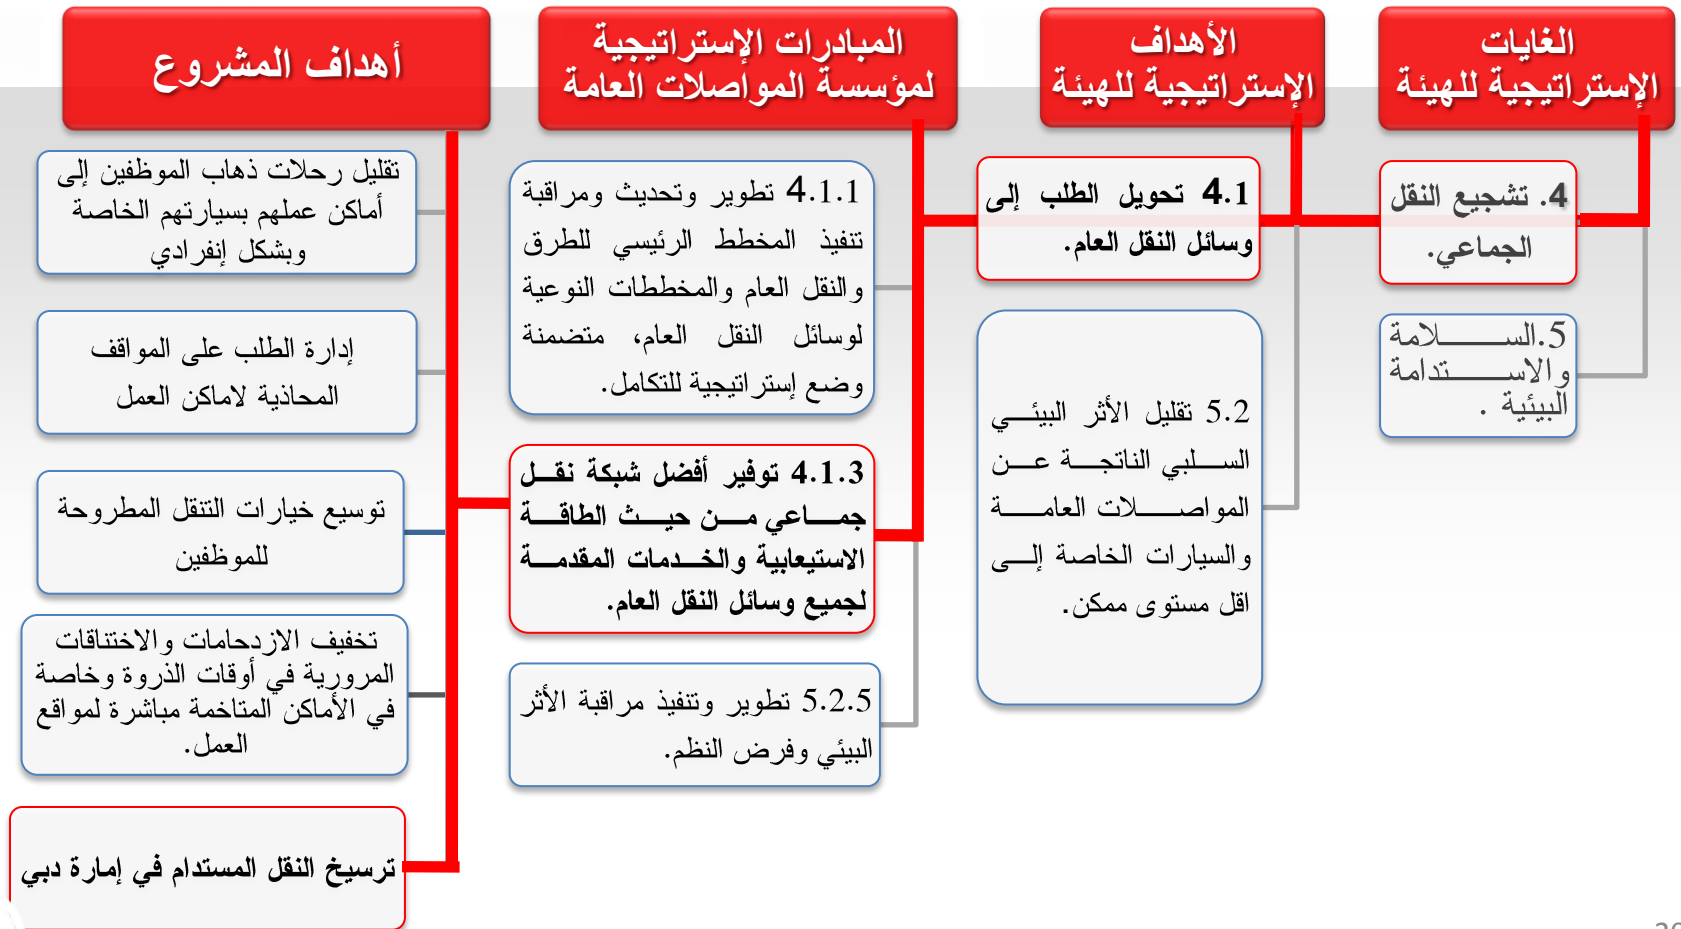 الغايات
الإستراتيجية للهيئة
4. تشجيع النقل
الجماعي.
5.السلامة
والاستدامة
البيئية .
الأهداف
الإستراتيجية للهيئة
4.1 تحويل الطلب إلى
وسائل النقل العام.
5.2 تقليل الأثر البيئي
السلبي الناتجة عن
المواصلات العامة
والسيارات الخاصة إلى
اقل مستوى ممكن.
المبادرات الإستراتيجية
لمؤسسة المواصلات العامة
4.1.1 تطوير وتحديث ومراقبة
تنفيذ المخطط الرئيسي للطرق
والنقل العام والمخططات النوعية
لوسائل النقل العام، متضمنة
وضع إستراتيجية للتكامل.
4.1.3 توفير أفضل شبكة نقل
جماعي من حيث الطاقة
الاستيعابية والخدمات المقدمة
لجميع وسائل النقل العام.
5.2.5 تطوير وتنفيذ مراقبة الأثر
البيئي وفرض النظم.
أهداف المشروع
تقليل رحلات ذهاب الموظفين إلى
أماكن عملهم بسيارتهم الخاصة
وبشكل إنفرادي
إدارة الطلب على المواقف
المحاذية لاماكن العمل
توسيع خيارات التنقل المطروحة
للموظفين
تخفيف الازدحامات والاختناقات
المرورية في أوقات الذروة وخاصة
في الأماكن المتاخمة مباشرة لمواقع
العمل.
ترسيخ النقل المستدام في إمارة دبي